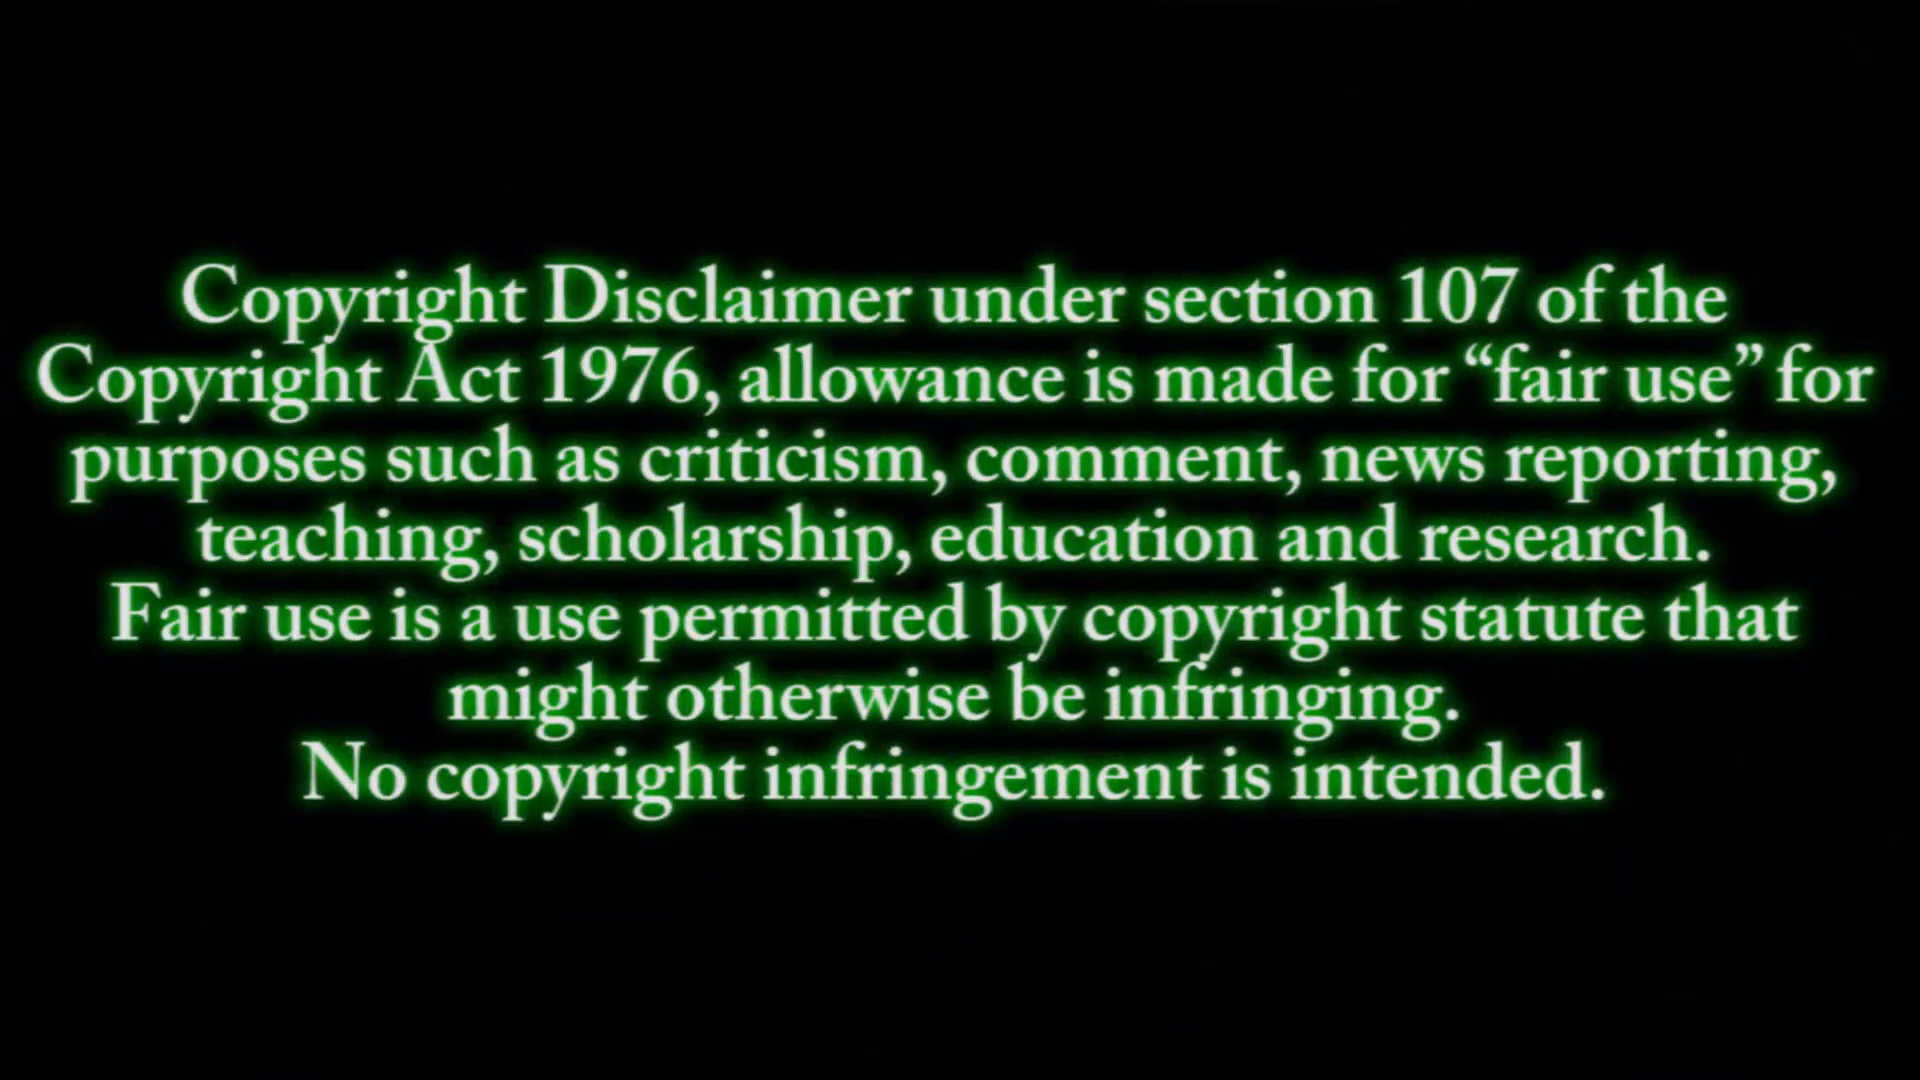 Copyright Disclaimer under section 107 of the
Copyright Act 1976, allowance is made for “fair use” for
purposes such as criticism, comment, news reporting,
teaching, scholarship, education and research.
Fair use is a use permitted by copyright statute that
might otherwise be infringing.
No copyright infringement is intended.